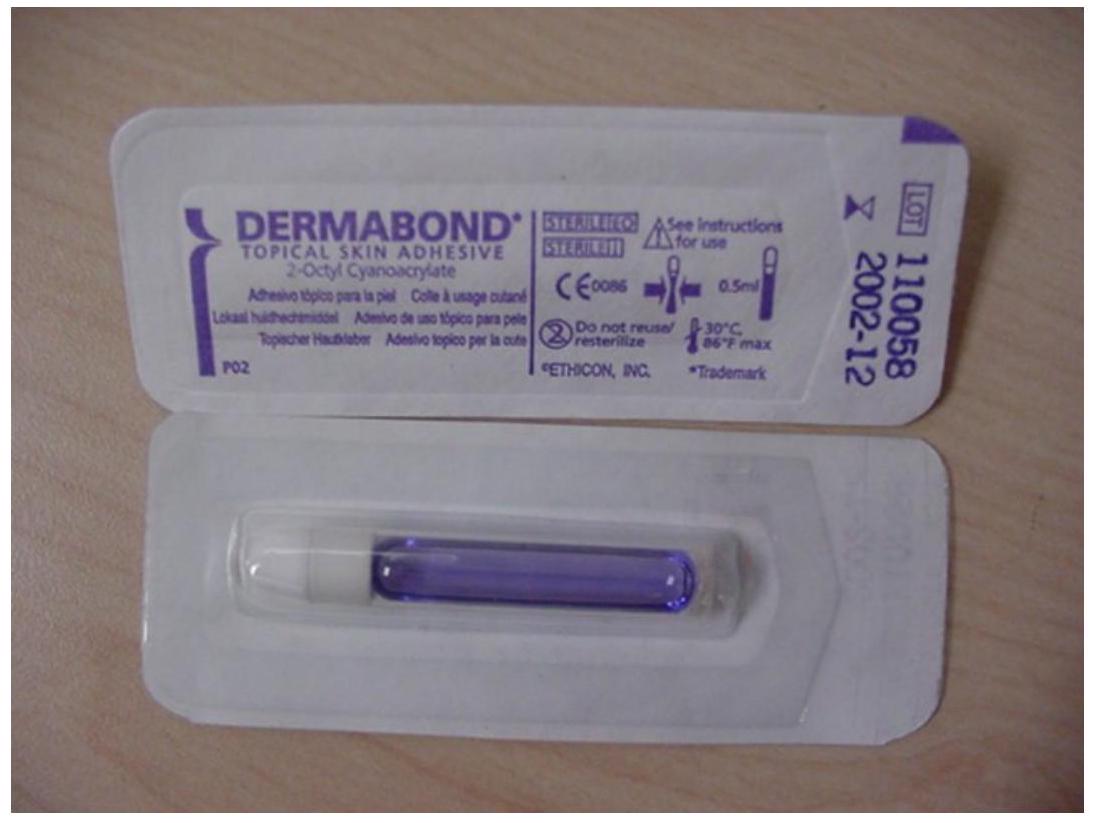 DERMABOND*
TOPICAL SKIN ADHESIVE
2-Octyl Cyanoacrylate
Adhesivo tópico para la piel Colle à usage cutané
Lokaal huidhechtmiddel Adesivo de uso tópico para pele
Topischer Hautkleber Adesivo topico per la cute
P02
STERILE EO
STERILE
See instructions
for use
CE0086
0.5ml
2 Do not reuse/
resterilize
30°C,
86°F max
©ETHICON, INC. *Trademark
LOT 110058
2002-12